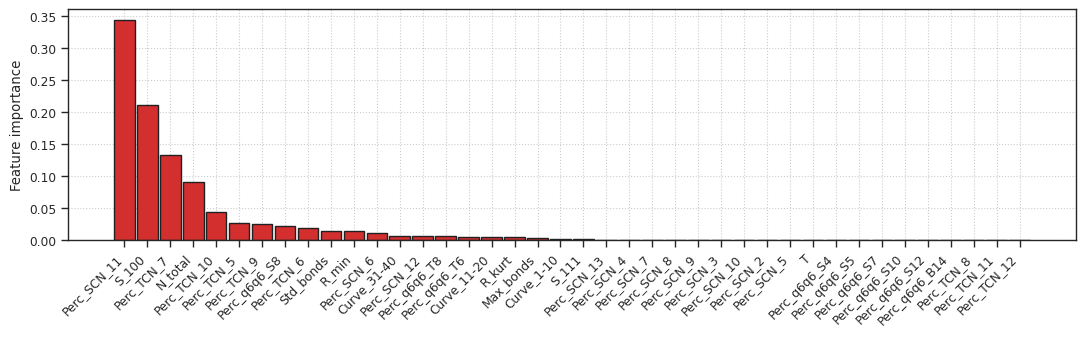 Feature importance
0.35
0.30
0.25
0.20
0.15
0.10
0.05
0.00
Perc_SCN_11
S_100
Perc_TCN_7
N_total
Perc_TCN_10
Perc_TCN_5
Perc_TCN_9
Perc_q6q6_S8
Perc_TCN_6
Std_bonds
R_min
Perc_SCN_6
Curve_31-40
Perc_SCN_12
Perc_q6q6_T8
Perc_q6q6_T6
Curve_11-20
R_kurt
Max_bonds
Curve_1-10
S_111
Perc_SCN_13
Perc_SCN_4
Perc_SCN_7
Perc_SCN_8
Perc_SCN_9
Perc_SCN_3
Perc_SCN_10
Perc_SCN_2
Perc_SCN_5
T
Perc_q6q6_S4
Perc_q6q6_S5
Perc_q6q6_S7
Perc_q6q6_S10
Perc_q6q6_S12
Perc_q6q6_B14
Perc_TCN_8
Perc_TCN_11
Perc_TCN_12